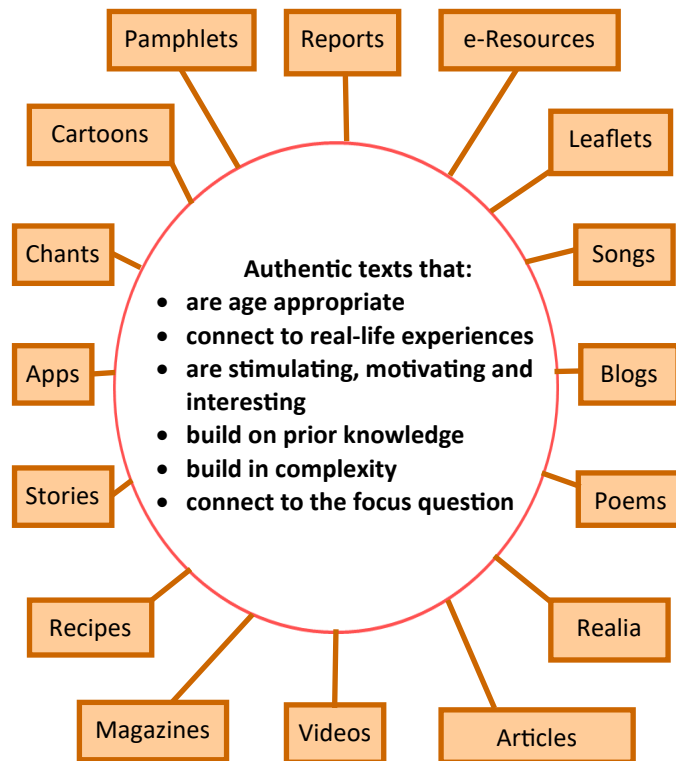 Pamphlets
Reports
e-Resources
Cartoons
Leaflets
Chants
Songs
Authentic texts that:
• are age appropriate
• connect to real-life experiences
• are stimulating, motivating and
interesting
• build on prior knowledge
• build in complexity
• connect to the focus question
Apps
Blogs
Stories
Poems
Recipes
Realia
Magazines
Videos
Articles